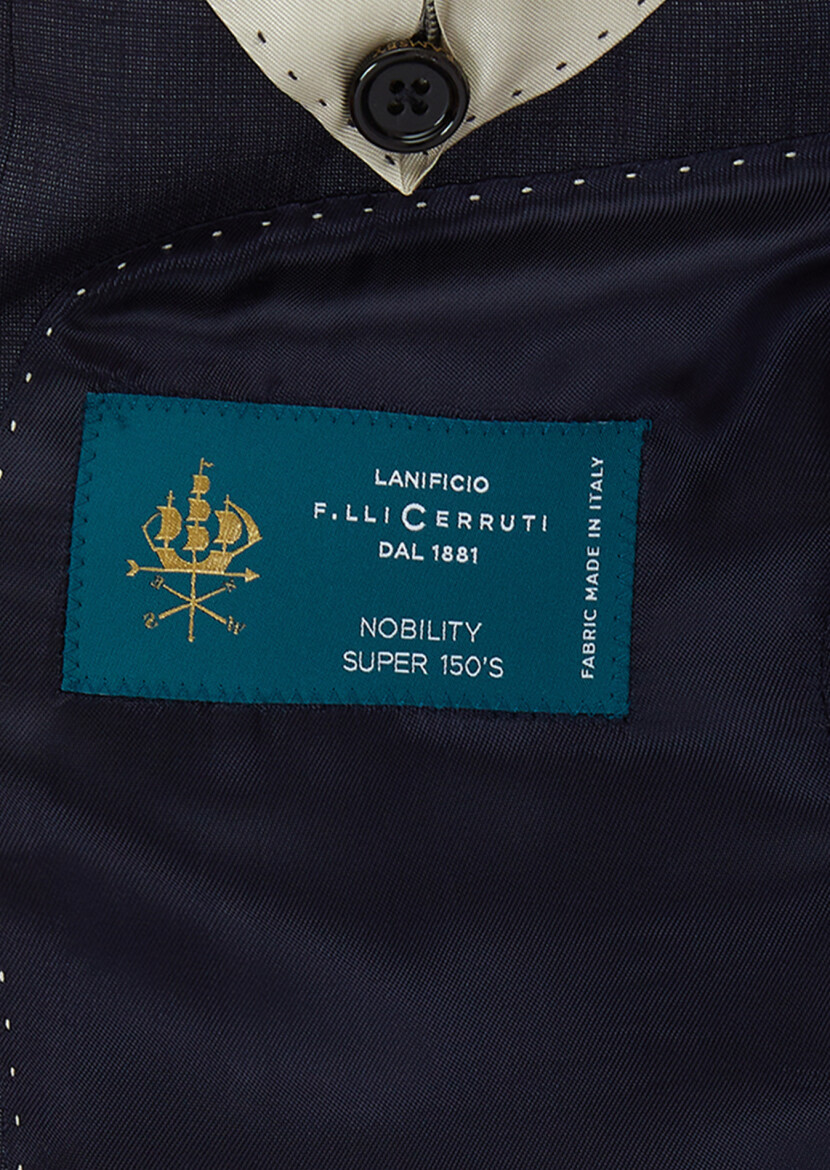 LANIFICIO
F.LLI CERRUTI
DAL 1881
NOBILITY
SUPER 150'S
FABRIC MADE IN ITALY